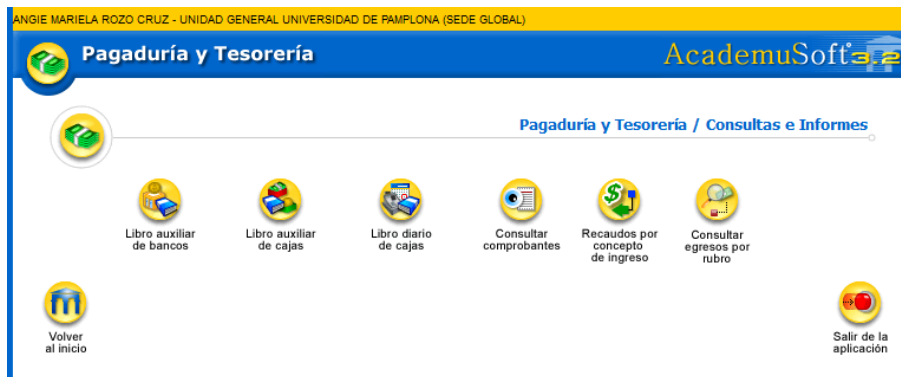 ANGIE MARIELA ROZO CRUZ - UNIDAD GENERAL UNIVERSIDAD DE PAMPLONA (SEDE GLOBAL)
Pagaduría y Tesorería
AcademuSoft 3.2
Pagaduría y Tesorería / Consultas e Informes
Libro auxiliar
de bancos
Libro auxiliar
de cajas
Libro diario
de cajas
Consultar
comprobantes
Recaudos por
concepto
de ingreso
Consultar
egresos por
rubro
Volver
al inicio
Salir de la
aplicación